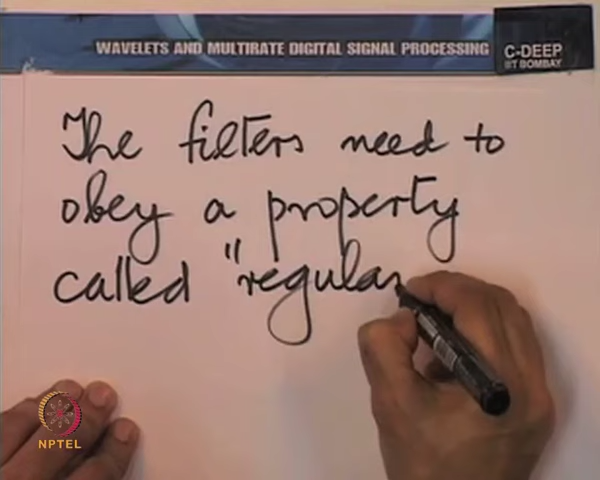 WAVELETS AND MULTIRATE DIGITAL SIGNAL PROCESSING
C-DEEP
IIT BOMBAY
The filters need to
obey a property
called "regular
NPTEL